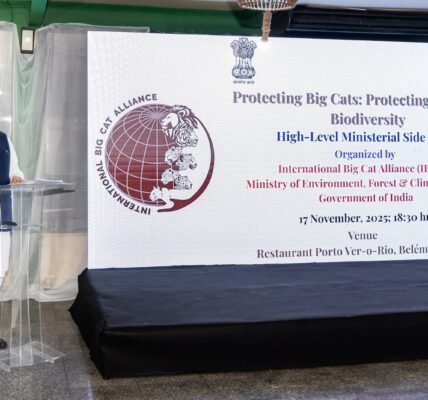 INTERNATIONAL BIG CAT ALLIANCE
Protecting Big Cats: Protecting
Biodiversity
High-Level Ministerial Side
Organized by
International Big Cat Alliance (I
Ministry of Environment, Forest & Clim
Government of India
17 November, 2025: 18:30 h
Venue
Restaurant Porto Ver-o-Rio, Belém